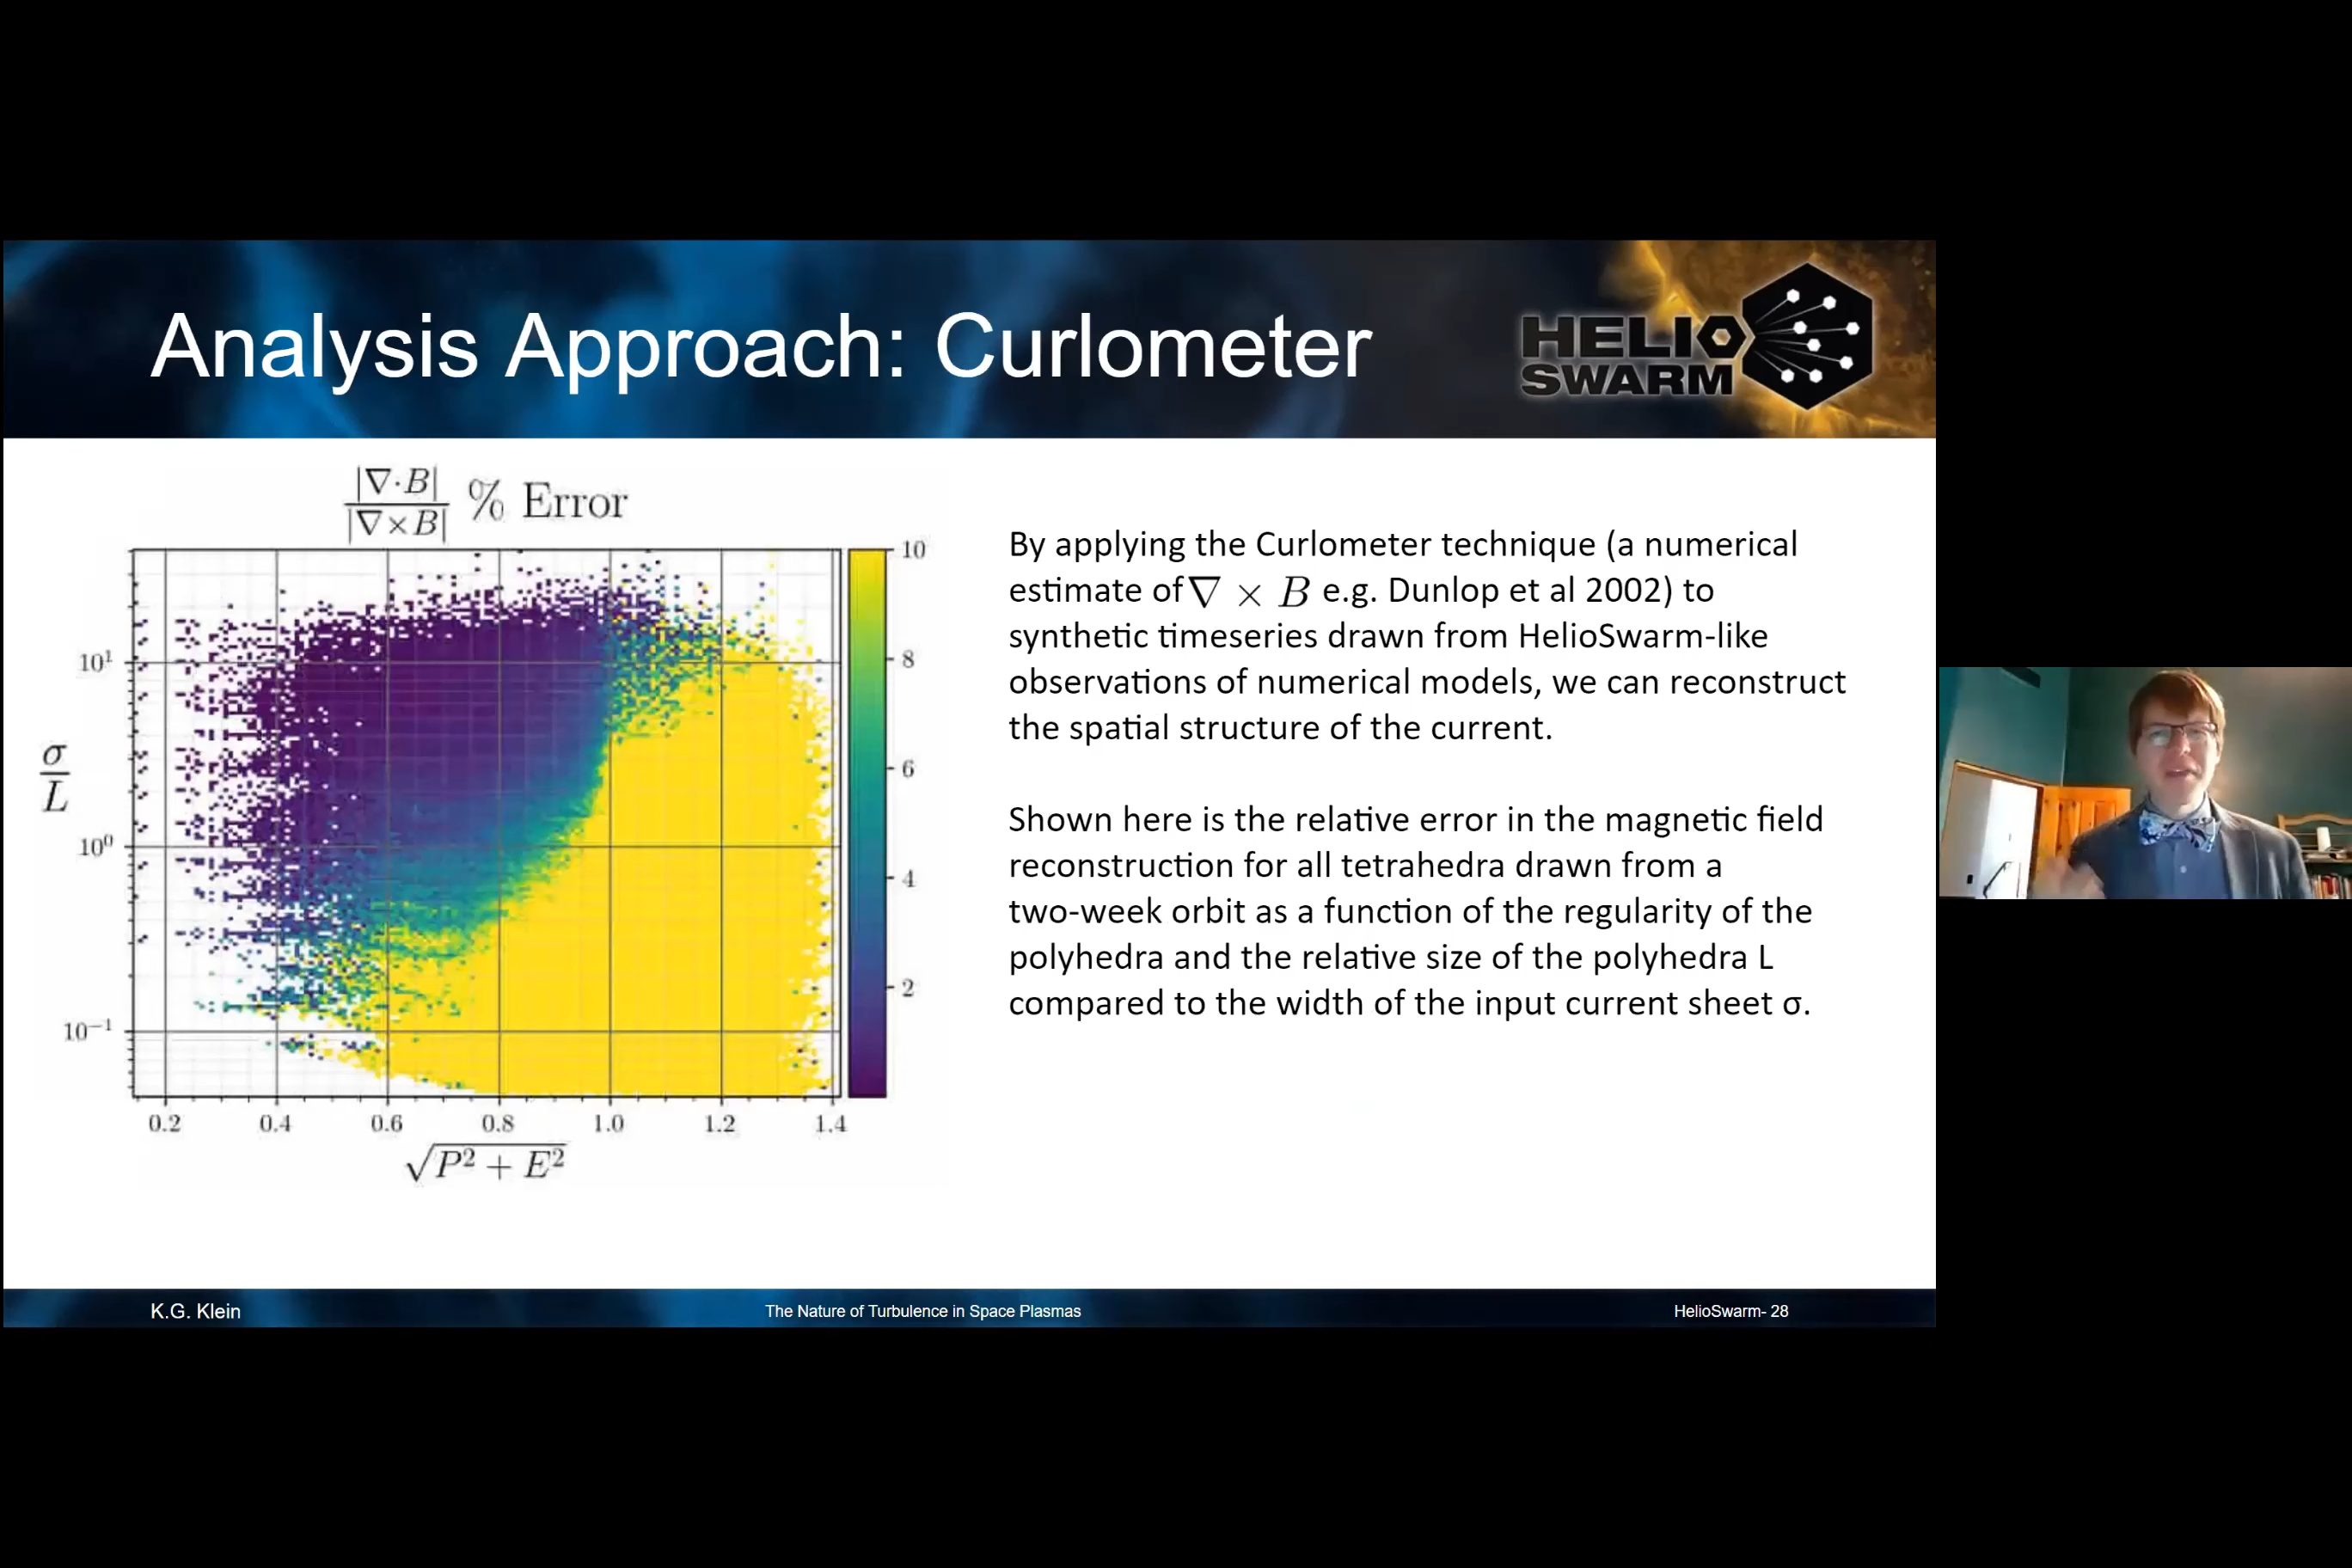 Analysis Approach: Curlometer
HELIO
SWARM
|∇·B|
|∇×B|
% Error
10
8
6
4
2
σ
L
10¹
10⁰
10⁻¹
0.2 0.4 0.6 0.8 1.0 1.2 1.4
√P² + E²
By applying the Curlometer technique (a numerical
estimate of ∇ × B e.g. Dunlop et al 2002) to
synthetic timeseries drawn from HelioSwarm-like
observations of numerical models, we can reconstruct
the spatial structure of the current.
Shown here is the relative error in the magnetic field
reconstruction for all tetrahedra drawn from a
two-week orbit as a function of the regularity of the
polyhedra and the relative size of the polyhedra L
compared to the width of the input current sheet σ.
K.G. Klein
The Nature of Turbulence in Space Plasmas
HelioSwarm- 28